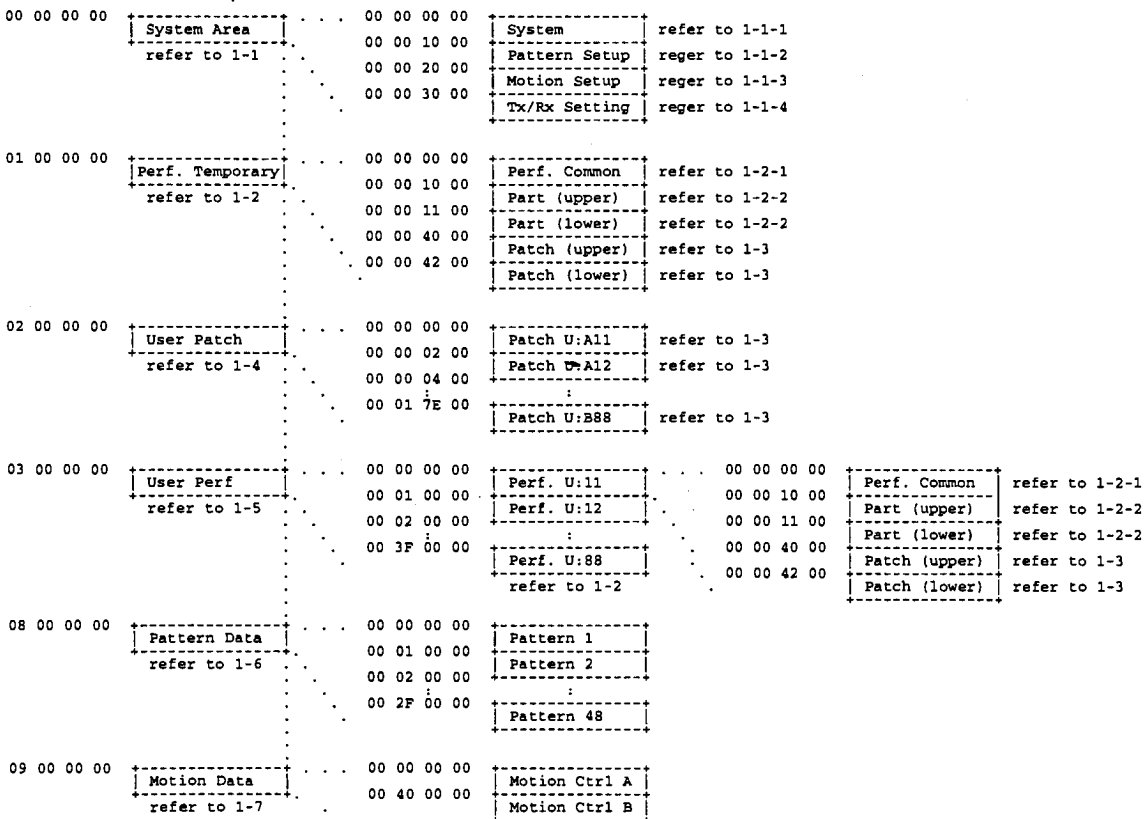 00 00 00 00 +---------------+ . . . 00 00 00 00 +---------------+
| System Area | | System | refer to 1-1-1
+---------------+ 00 00 10 00 +---------------+
refer to 1-1 | Pattern Setup | reger to 1-1-2
00 00 20 00 +---------------+
| Motion Setup | reger to 1-1-3
00 00 30 00 +---------------+
| Tx/Rx Setting | reger to 1-1-4
+---------------+
01 00 00 00 +---------------+ . . . 00 00 00 00 +---------------+
|Perf. Temporary| | Perf. Common | refer to 1-2-1
+---------------+ 00 00 10 00 +---------------+
refer to 1-2 | Part (upper) | refer to 1-2-2
00 00 11 00 +---------------+
| Part (lower) | refer to 1-2-2
00 00 40 00 +---------------+
| Patch (upper) | refer to 1-3
00 00 42 00 +---------------+
| Patch (lower) | refer to 1-3
+---------------+
02 00 00 00 +---------------+ . . . 00 00 00 00 +---------------+
| User Patch | | Patch U:A11 | refer to 1-3
+---------------+ 00 00 02 00 +---------------+
refer to 1-4 | Patch U:A12 | refer to 1-3
00 00 04 00 +---------------+
:
00 01 7E 00 +---------------+
| Patch U:B88 | refer to 1-3
+---------------+
03 00 00 00 +---------------+ . . . 00 00 00 00 +---------------+ . . . 00 00 00 00 +---------------+
| User Perf | | Perf. U:11 | | Perf. Common | refer to 1-2-1
+---------------+ 00 01 00 00 +---------------+ 00 00 10 00 +---------------+
refer to 1-5 | Perf. U:12 | | Part (upper) | refer to 1-2-2
00 02 00 00 +---------------+ 00 00 11 00 +---------------+
: | Part (lower) | refer to 1-2-2
00 3F 00 00 +---------------+ 00 00 40 00 +---------------+
| Perf. U:88 | | Patch (upper) | refer to 1-3
+---------------+ 00 00 42 00 +---------------+
refer to 1-2 | Patch (lower) | refer to 1-3
+---------------+
08 00 00 00 +---------------+ . . . 00 00 00 00 +---------------+
| Pattern Data | | Pattern 1 |
+---------------+ 00 01 00 00 +---------------+
refer to 1-6 | Pattern 2 |
00 02 00 00 +---------------+
:
00 2F 00 00 +---------------+
| Pattern 48 |
+---------------+
09 00 00 00 +---------------+ . . . 00 00 00 00 +---------------+
| Motion Data | | Motion Ctrl A |
+---------------+ 00 40 00 00 +---------------+
refer to 1-7 | Motion Ctrl B |